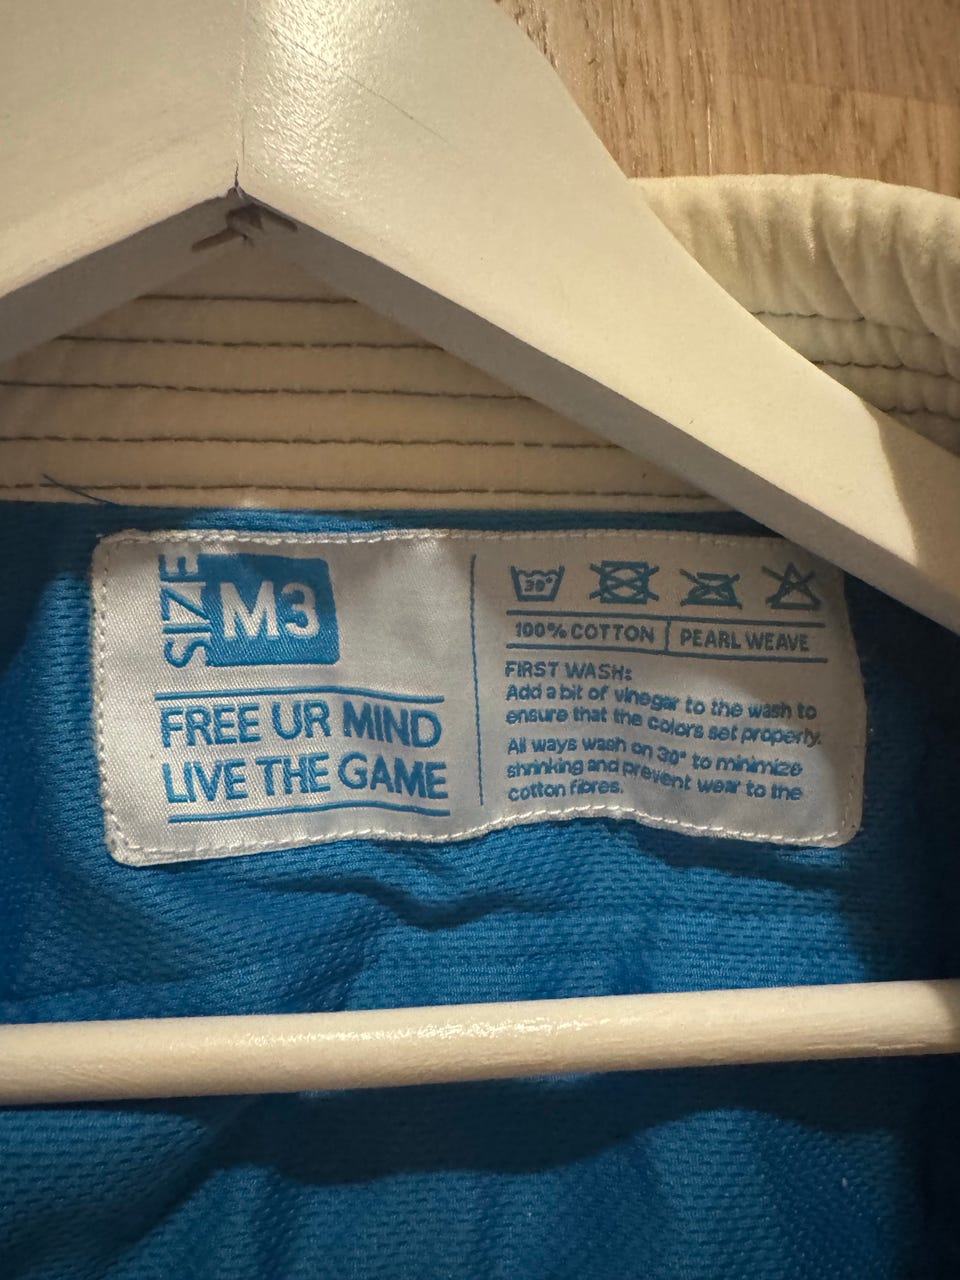 SIZE
M3
FREE UR MIND
LIVE THE GAME
30°
100% COTTON | PEARL WEAVE
FIRST WASH:
Add a bit of vinegar to the wash to
ensure that the colors set properly.
All ways wash on 30° to minimize
shrinking and prevent wear to the
cotton fibres.